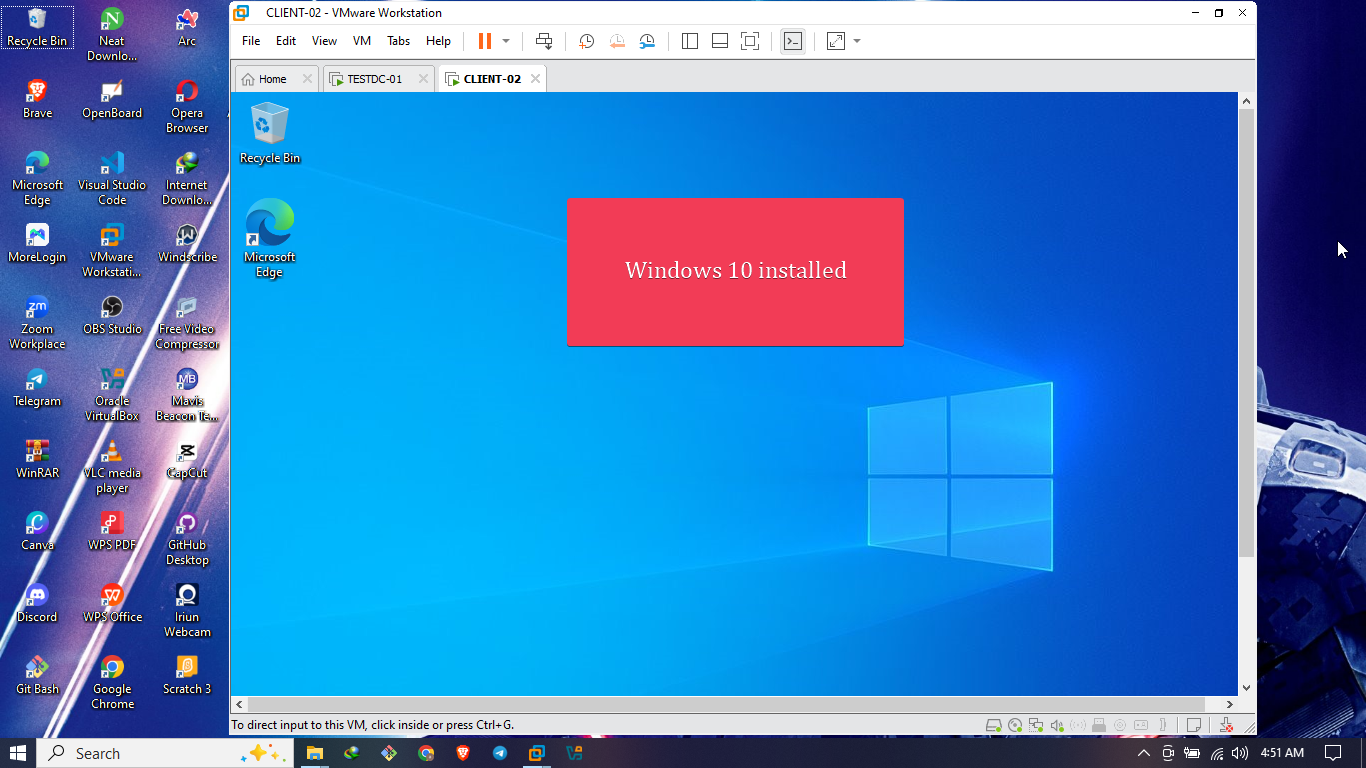 Recycle Bin
Neat
Downlo...
Arc
Brave
OpenBoard
Opera
Browser
Microsoft
Edge
Visual Studio
Code
Internet
Downlo...
MoreLogin
VMware
Workstati...
Windscribe
Zoom
Workplace
OBS Studio
Free Video
Compressor
Telegram
Oracle
VirtualBox
Mavis
Beacon Te...
WinRAR
VLC media
player
CapCut
Canva
WPS PDF
GitHub
Desktop
Discord
WPS Office
Iriun
Webcam
Git Bash
Google
Chrome
Scratch 3
CLIENT-02 - VMware Workstation
File Edit View VM Tabs Help
Home TESTDC-01 CLIENT-02
Recycle Bin
Microsoft
Edge
Windows 10 installed
To direct input to this VM, click inside or press Ctrl+G.
Search
4:51 AM